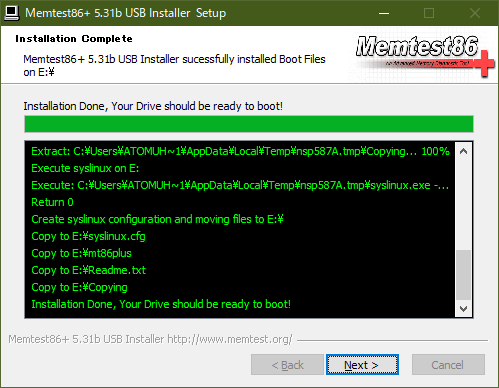 Memtest86+ 5.31b USB Installer Setup
Installation Complete
Memtest86+ 5.31b USB Installer sucessfully installed Boot Files
on E:¥
Memtest86
An Advanced Memory Diagnostic Tool
Installation Done, Your Drive should be ready to boot!
Extract: C:¥Users¥ATOMUH~1¥AppData¥Local¥Temp¥nsp587A.tmp¥Copying... 100%
Execute syslinux on E:
Execute: C:¥Users¥ATOMUH~1¥AppData¥Local¥Temp¥nsp587A.tmp¥syslinux.exe -...
Return 0
Create syslinux configuration and moving files to E:¥
Copy to E:¥syslinux.cfg
Copy to E:¥mt86plus
Copy to E:¥Readme.txt
Copy to E:¥Copying
Installation Done, Your Drive should be ready to boot!
Memtest86+ 5.31b USB Installer http://www.memtest.org/
< Back
Next >
Cancel